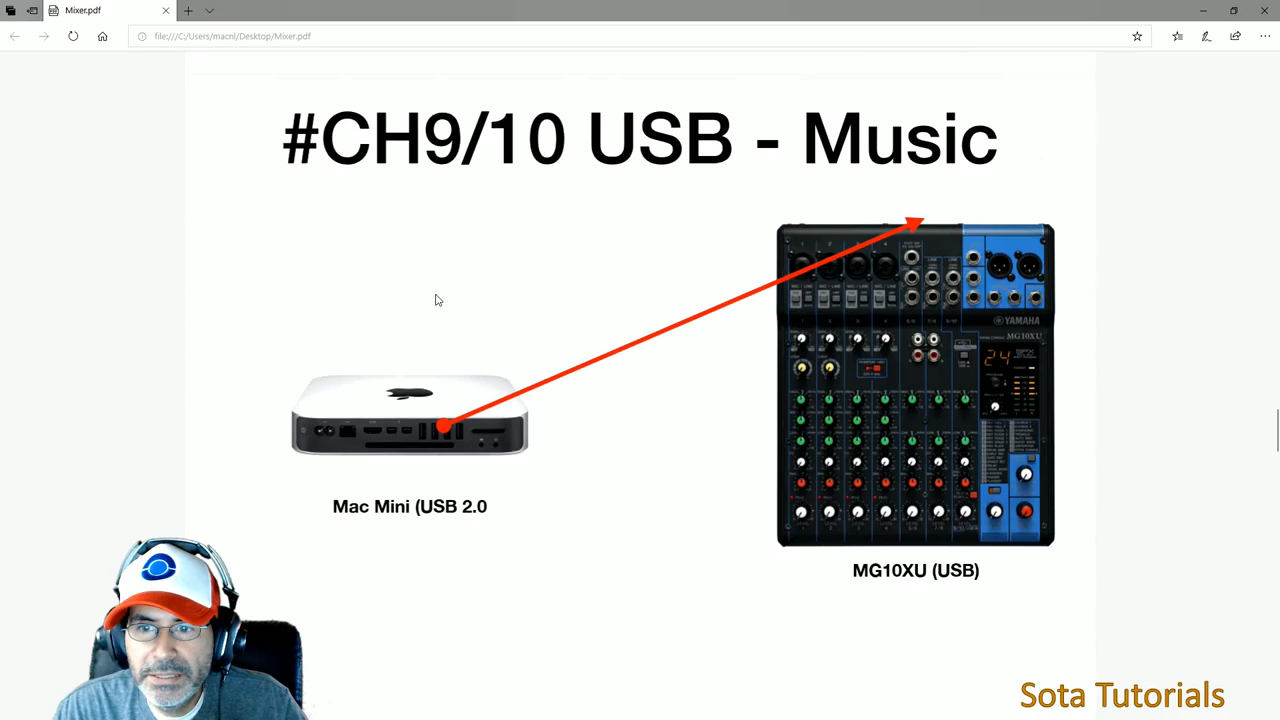 Mixer.pdf
file:///C:/Users/macnl/Desktop/Mixer.pdf
#CH9/10 USB - Music
YAMAHA
MG10XU
24
Mac Mini (USB 2.0
MG10XU (USB)
Sota Tutorials